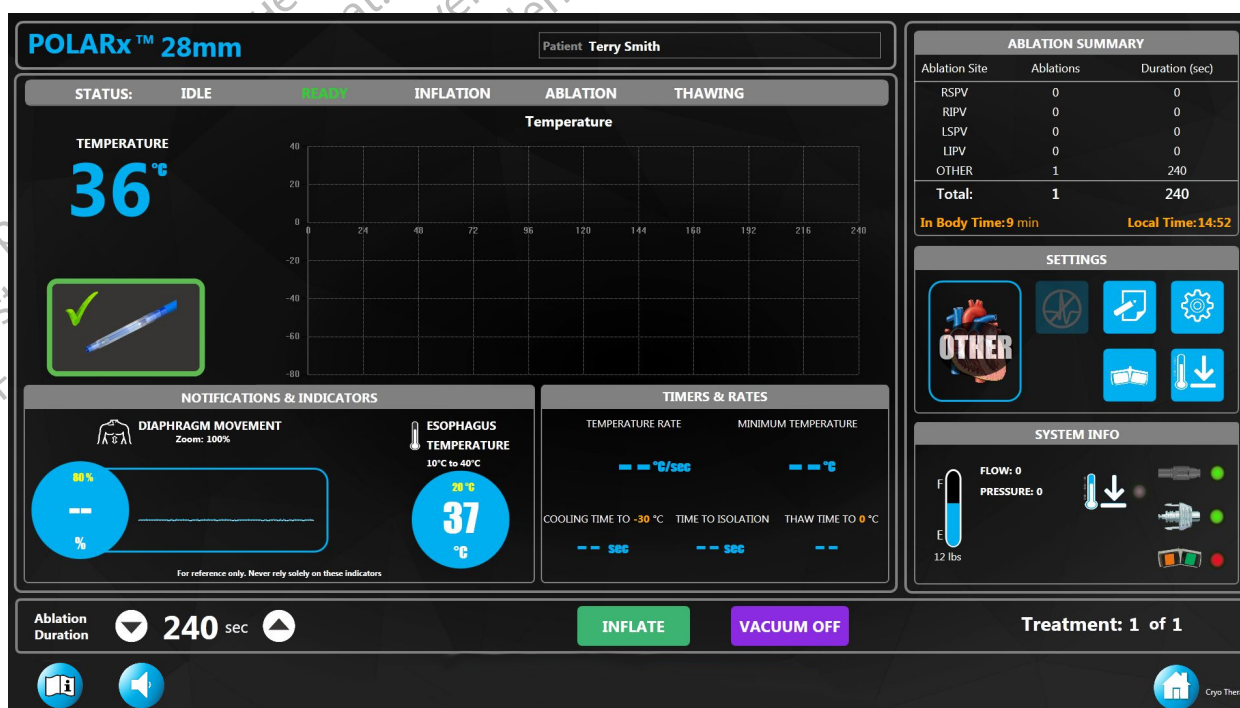 POLARx™ 28mm
Patient Terry Smith
STATUS: IDLE READY INFLATION ABLATION THAWING
TEMPERATURE
36 °C
Temperature
40
20
0
0 24 48 72 96 120 144 168 192 216 240
-20
-40
-60
-80
NOTIFICATIONS & INDICATORS
DIAPHRAGM MOVEMENT
Zoom: 100%
80 %
--
%
ESOPHAGUS
TEMPERATURE
10°C to 40°C
20 °C
37
°C
For reference only. Never rely solely on these indicators
TIMERS & RATES
TEMPERATURE RATE MINIMUM TEMPERATURE
-- °C/sec -- °C
COOLING TIME TO -30 °C TIME TO ISOLATION THAW TIME TO 0 °C
-- sec -- sec --
ABLATION SUMMARY
Ablation Site Ablations Duration (sec)
RSPV 0 0
RIPV 0 0
LSPV 0 0
LIPV 0 0
OTHER 1 240
Total: 1 240
In Body Time:9 min Local Time:14:52
SETTINGS
OTHER
SYSTEM INFO
F
E
12 lbs
FLOW: 0
PRESSURE: 0
Ablation
Duration
240 sec
INFLATE
VACUUM OFF
Treatment: 1 of 1
Cryo Ther